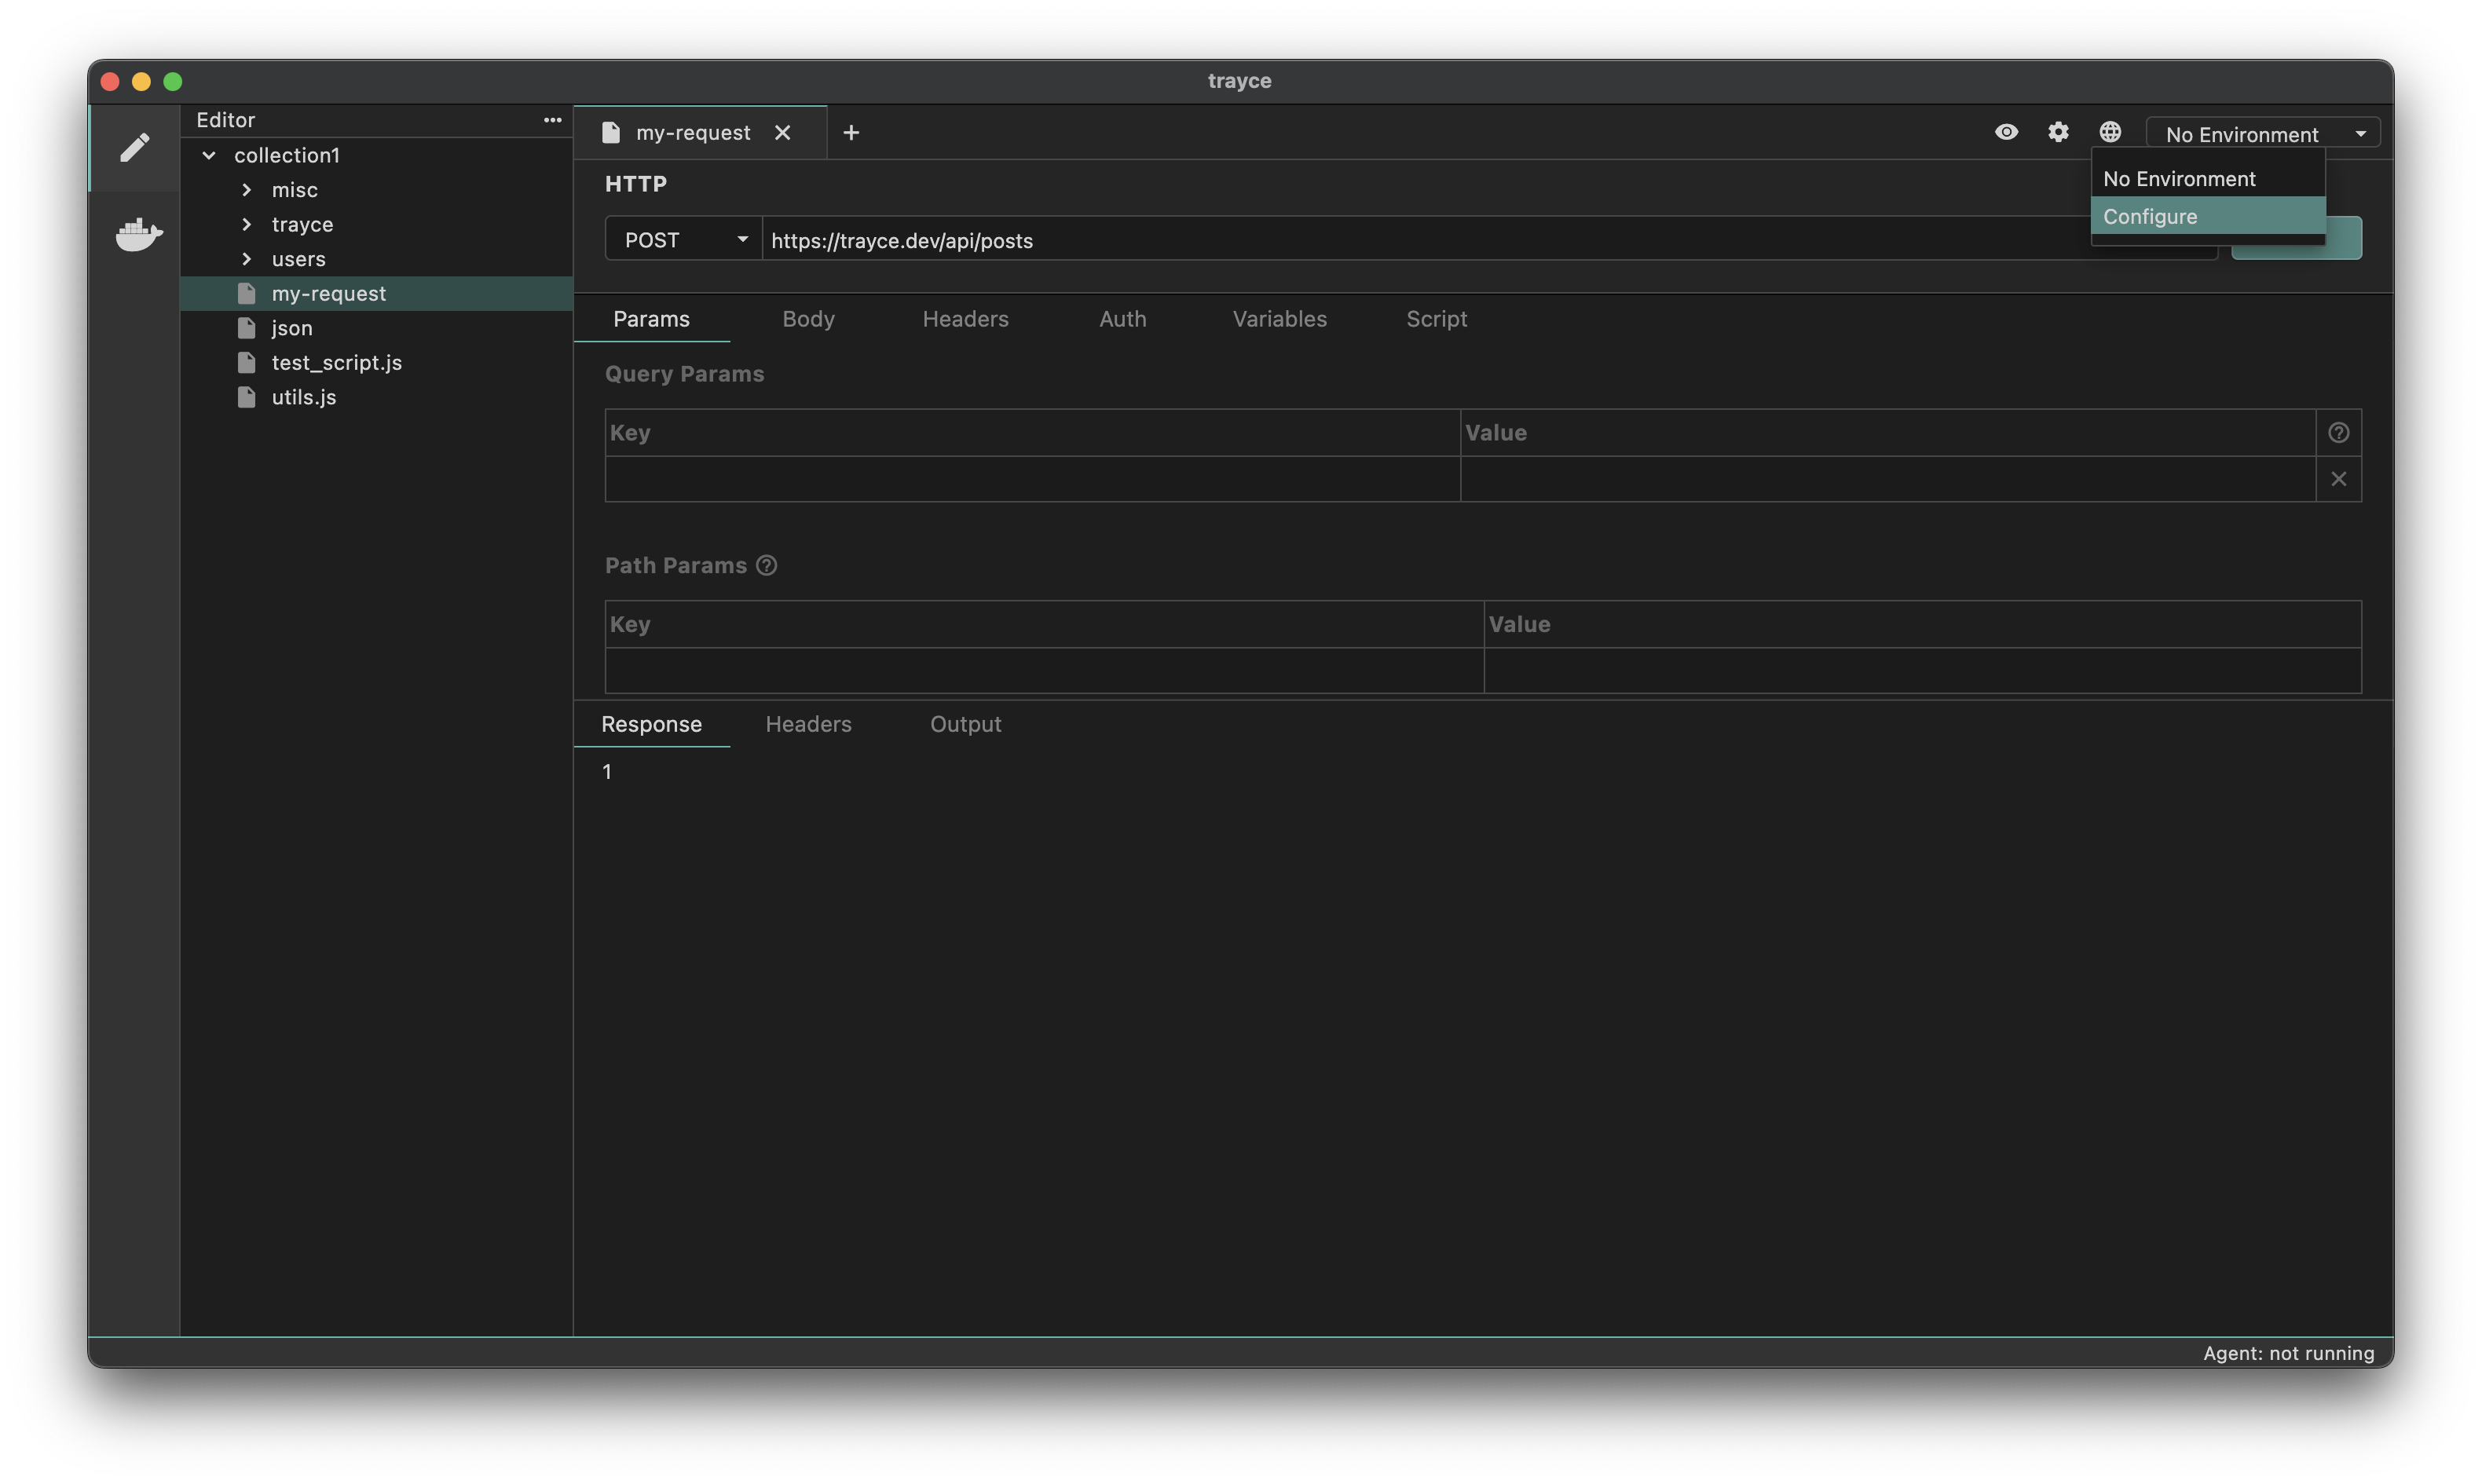 trayce
Editor
collection1
misc
trayce
users
my-request
json
test_script.js
utils.js
my-request
No Environment
No Environment
Configure
HTTP
POST
https://trayce.dev/api/posts
Params Body Headers Auth Variables Script
Query Params
Key Value
Path Params
Key Value
Response Headers Output
1
Agent: not running